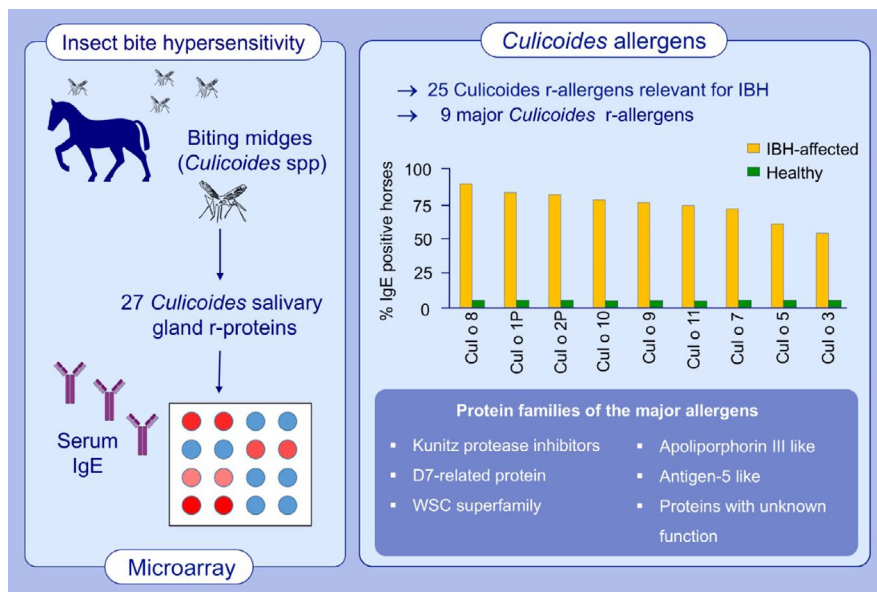 Insect bite hypersensitivity
Biting midges
(Culicoides spp)
27 Culicoides salivary
gland r-proteins
Serum
IgE
Microarray
Culicoides allergens
→ 25 Culicoides r-allergens relevant for IBH
→ 9 major Culicoides r-allergens
IBH-affected
Healthy
% IgE positive horses
100
75
50
25
0
Cul o 8
Cul o 1P
Cul o 2P
Cul o 10
Cul o 9
Cul o 11
Cul o 7
Cul o 5
Cul o 3
Protein families of the major allergens
▪ Kunitz protease inhibitors
▪ D7-related protein
▪ WSC superfamily
▪ Apoliporphorin III like
▪ Antigen-5 like
▪ Proteins with unknown
function